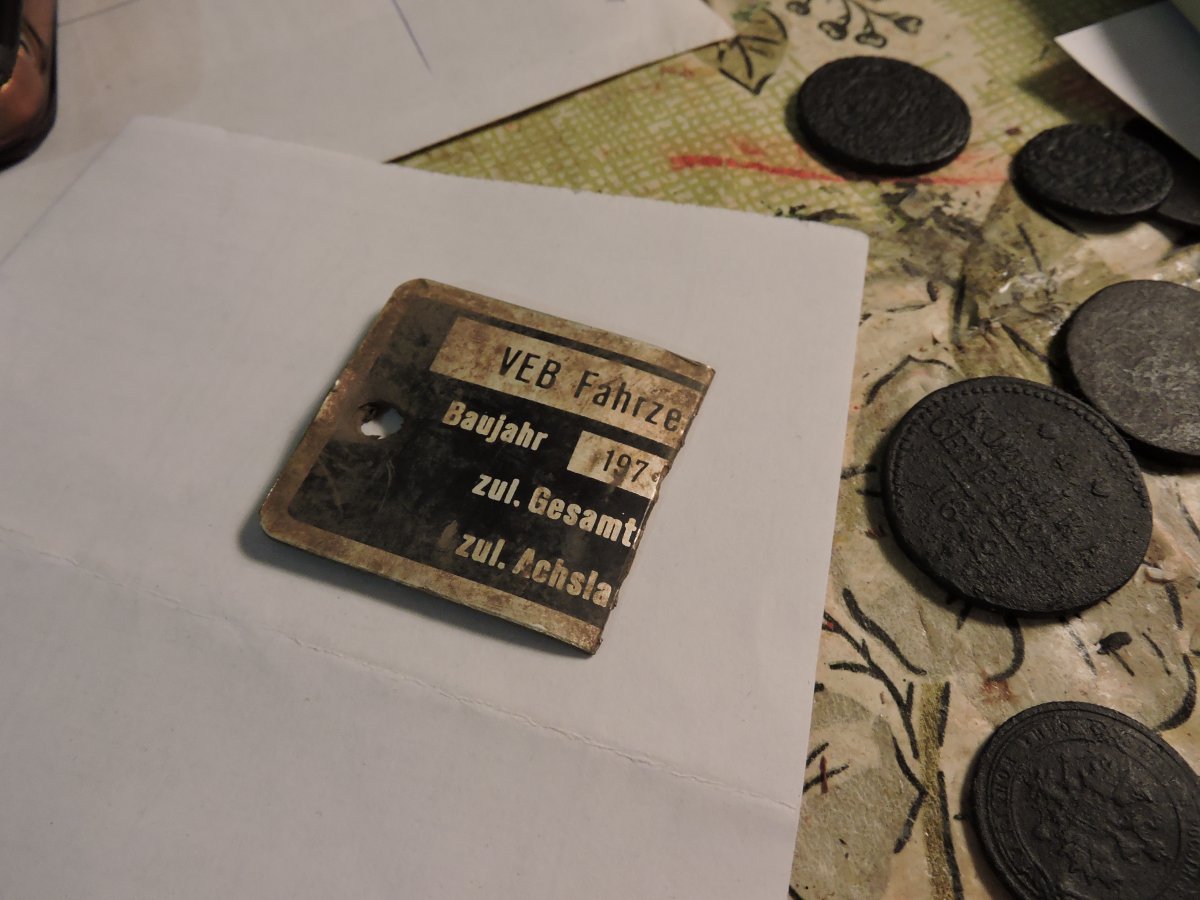 VEB Fahrze
Baujahr 197
zul. Gesamt
zul. Achsla